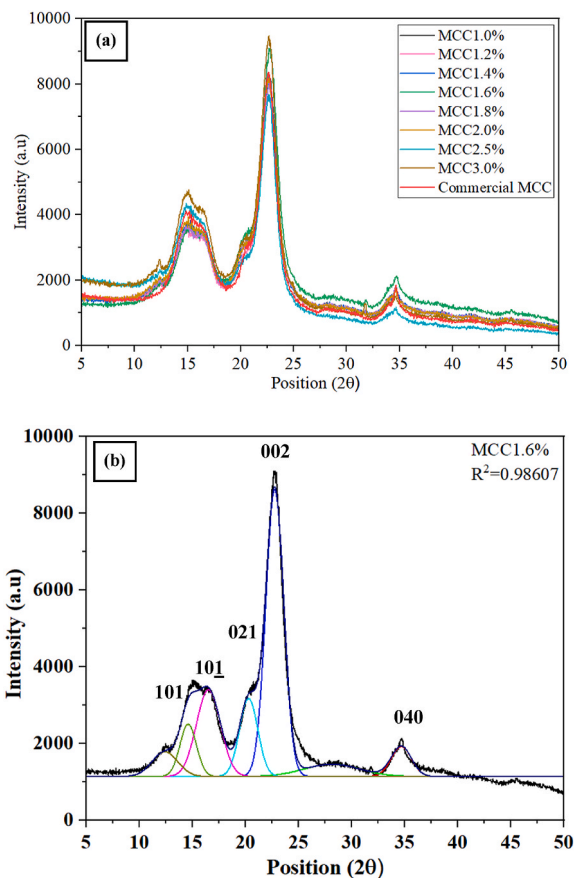 (a)
MCC1.0%
MCC1.2%
MCC1.4%
MCC1.6%
MCC1.8%
MCC2.0%
MCC2.5%
MCC3.0%
Commercial MCC
Intensity (a.u)
10000
8000
6000
4000
2000
0
5 10 15 20 25 30 35 40 45 50
Position (2θ)
(b)
MCC1.6%
R²=0.98607
002
021
101
101
040
Intensity (a.u)
10000
8000
6000
4000
2000
0
5 10 15 20 25 30 35 40 45 50
Position (2θ)